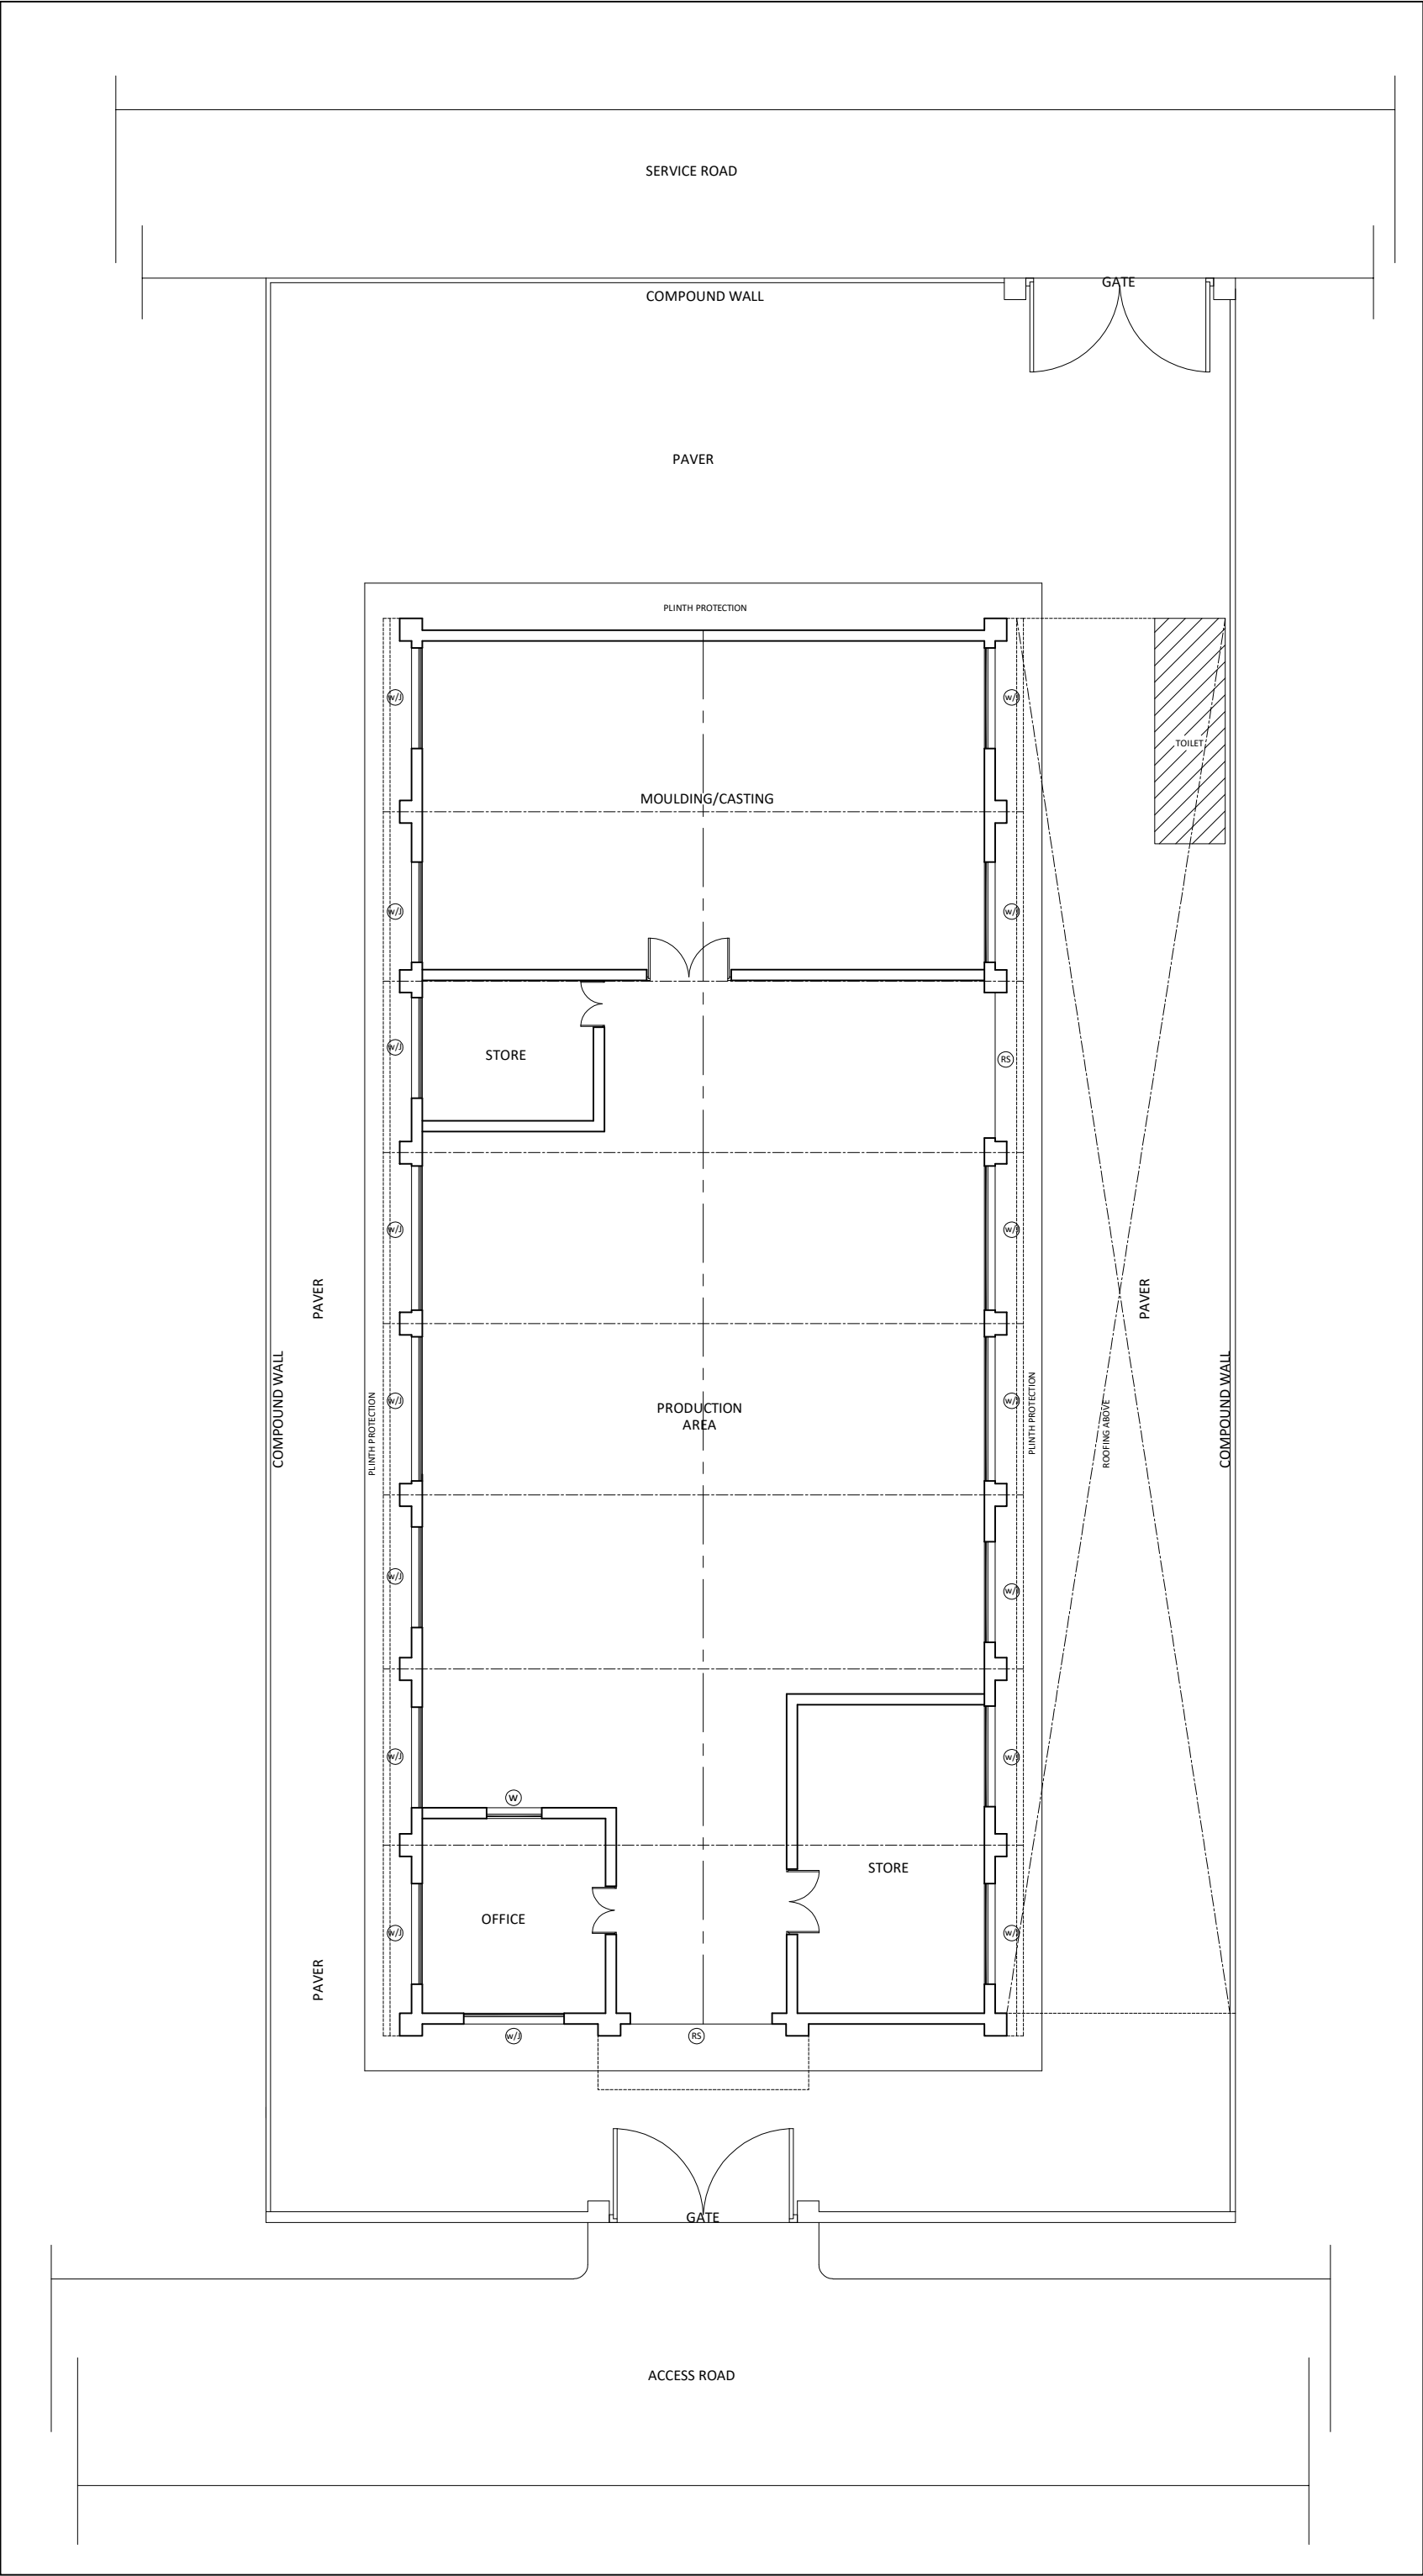 SERVICE ROAD
GATE
COMPOUND WALL
PAVER
PLINTH PROTECTION
W/J
W/J
TOILET
MOULDING/CASTING
W/J
W/J
STORE
W/J
RS
W/J
W/J
PAVER
PAVER
COMPOUND WALL
PLINTH PROTECTION
W/J
PRODUCTION
AREA
W/J
PLINTH PROTECTION
ROOFING ABOVE
COMPOUND WALL
W/J
W/J
W/J
W/J
W
STORE
OFFICE
W/J
W/J
PAVER
W/J
RS
GATE
ACCESS ROAD